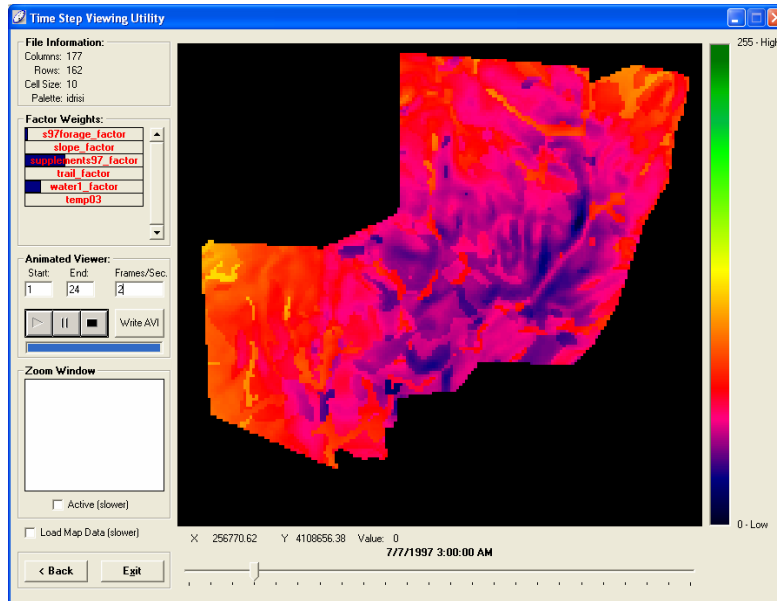 Time Step Viewing Utility
File Information:
Columns: 177
Rows: 162
Cell Size: 10
Palette: idrisi
Factor Weights:
s97forage_factor
slope_factor
supplements97_factor
trail_factor
water1_factor
temp03
Animated Viewer:
Start: End: Frames/Sec.
1 24 2
Write AVI
Zoom Window
Active (slower)
Load Map Data (slower)
< Back Exit
255 - High
0 - Low
X 256770.62 Y 4108656.38 Value: 0
7/7/1997 3:00:00 AM